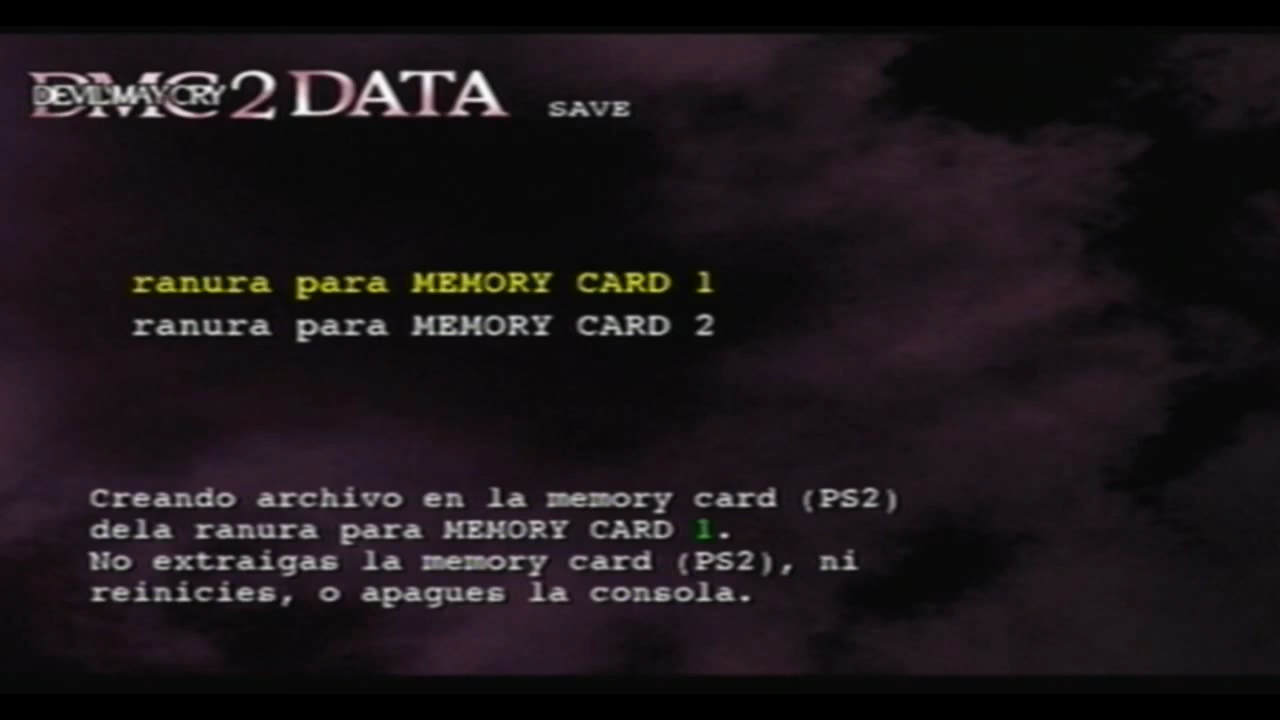 DMC2 DATA SAVE
DEVIL MAY CRY
ranura para MEMORY CARD 1
ranura para MEMORY CARD 2
Creando archivo en la memory card (PS2)
dela ranura para MEMORY CARD 1.
No extraigas la memory card (PS2), ni
reinicies, o apagues la consola.